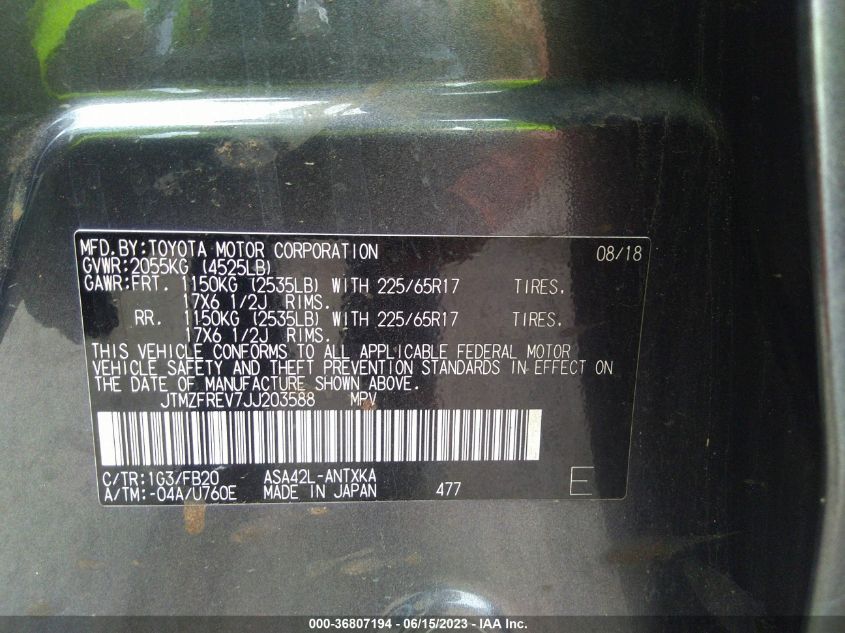 MFD.BY:TOYOTA MOTOR CORPORATION 08/18
GVWR:2055KG (4525LB)
GAWR:FRT. 1150KG (2535LB) WITH 225/65R17 TIRES.
17X6 1/2J RIMS.
RR. 1150KG (2535LB) WITH 225/65R17 TIRES.
17X6 1/2J RIMS.
THIS VEHICLE CONFORMS TO ALL APPLICABLE FEDERAL MOTOR
VEHICLE SAFETY AND THEFT PREVENTION STANDARDS IN EFFECT ON
THE DATE OF MANUFACTURE SHOWN ABOVE.
JTMZFREV7JJ203588 MPV
C/TR:1G3/FB20 ASA42L-ANTXKA
A/TM:-04A/U760E MADE IN JAPAN 477 E
000-36807194 - 06/15/2023 - IAA Inc.